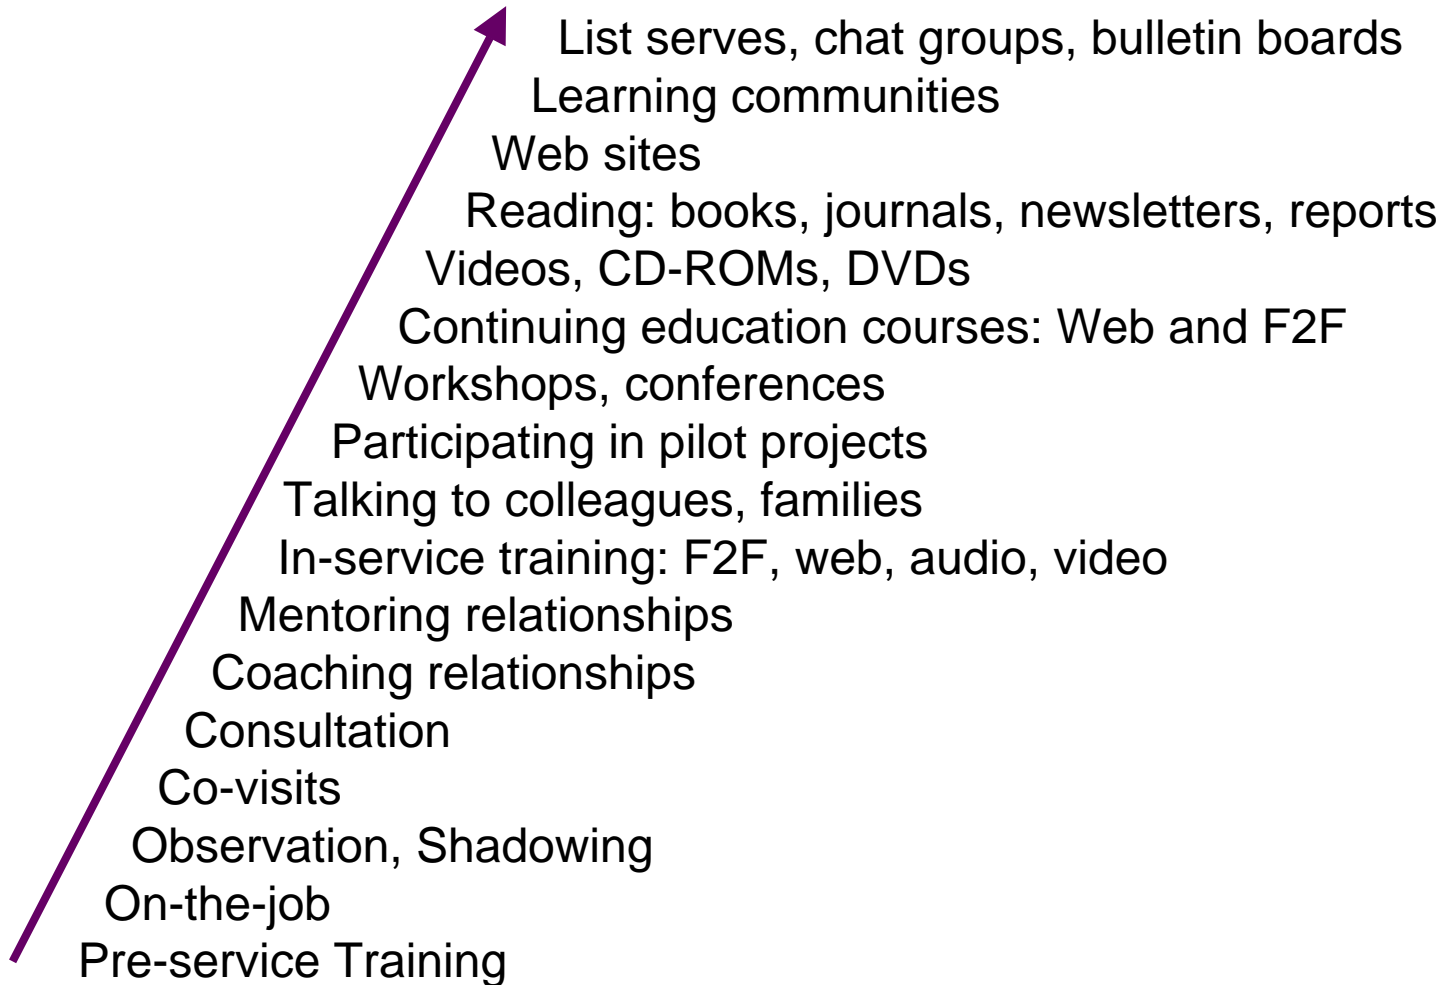 List serves, chat groups, bulletin boards
Learning communities
Web sites
Reading: books, journals, newsletters, reports
Videos, CD-ROMs, DVDs
Continuing education courses: Web and F2F
Workshops, conferences
Participating in pilot projects
Talking to colleagues, families
In-service training: F2F, web, audio, video
Mentoring relationships
Coaching relationships
Consultation
Co-visits
Observation, Shadowing
On-the-job
Pre-service Training